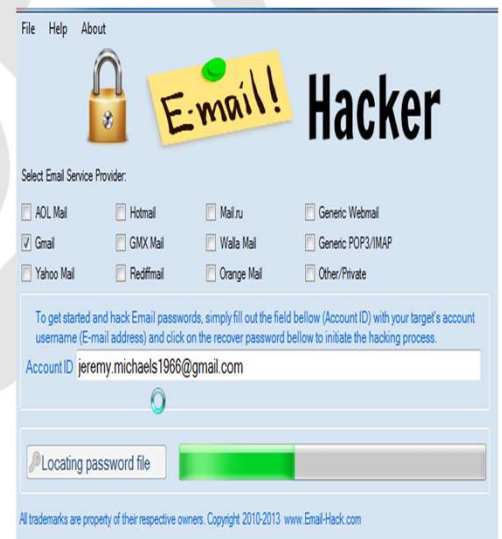 File Help About
E-mail! Hacker
Select Email Service Provider:
AOL Mail Hotmail Mail.ru Generic Webmail
Gmail GMX Mail Walla Mail Generic POP3/IMAP
Yahoo Mail Rediffmail Orange Mail Other/Private
To get started and hack Email passwords, simply fill out the field bellow (Account ID) with your target's account
username (E-mail address) and click on the recover password bellow to initiate the hacking process.
Account ID jeremy.michaels1966@gmail.com
Locating password file
All trademarks are property of their respective owners. Copyright 2010-2013 www.Email-Hack.com